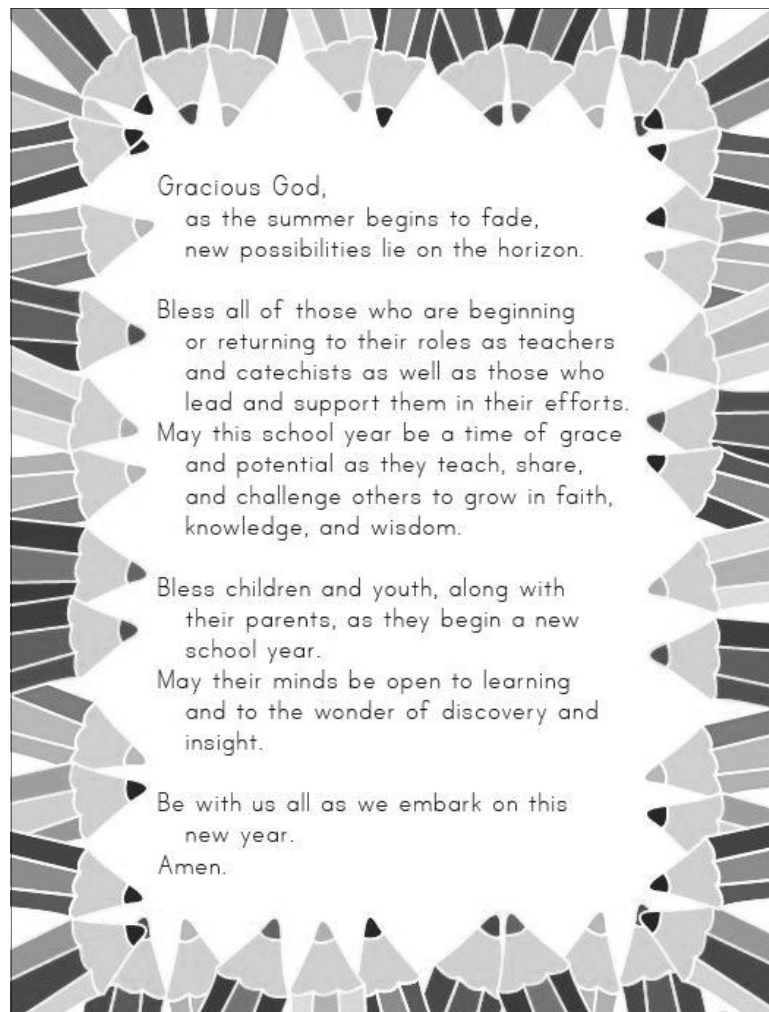 Gracious God,
as the summer begins to fade,
new possibilities lie on the horizon.
Bless all of those who are beginning
or returning to their roles as teachers
and catechists as well as those who
lead and support them in their efforts.
May this school year be a time of grace
and potential as they teach, share,
and challenge others to grow in faith,
knowledge, and wisdom.
Bless children and youth, along with
their parents, as they begin a new
school year.
May their minds be open to learning
and to the wonder of discovery and
insight.
Be with us all as we embark on this
new year.
Amen.